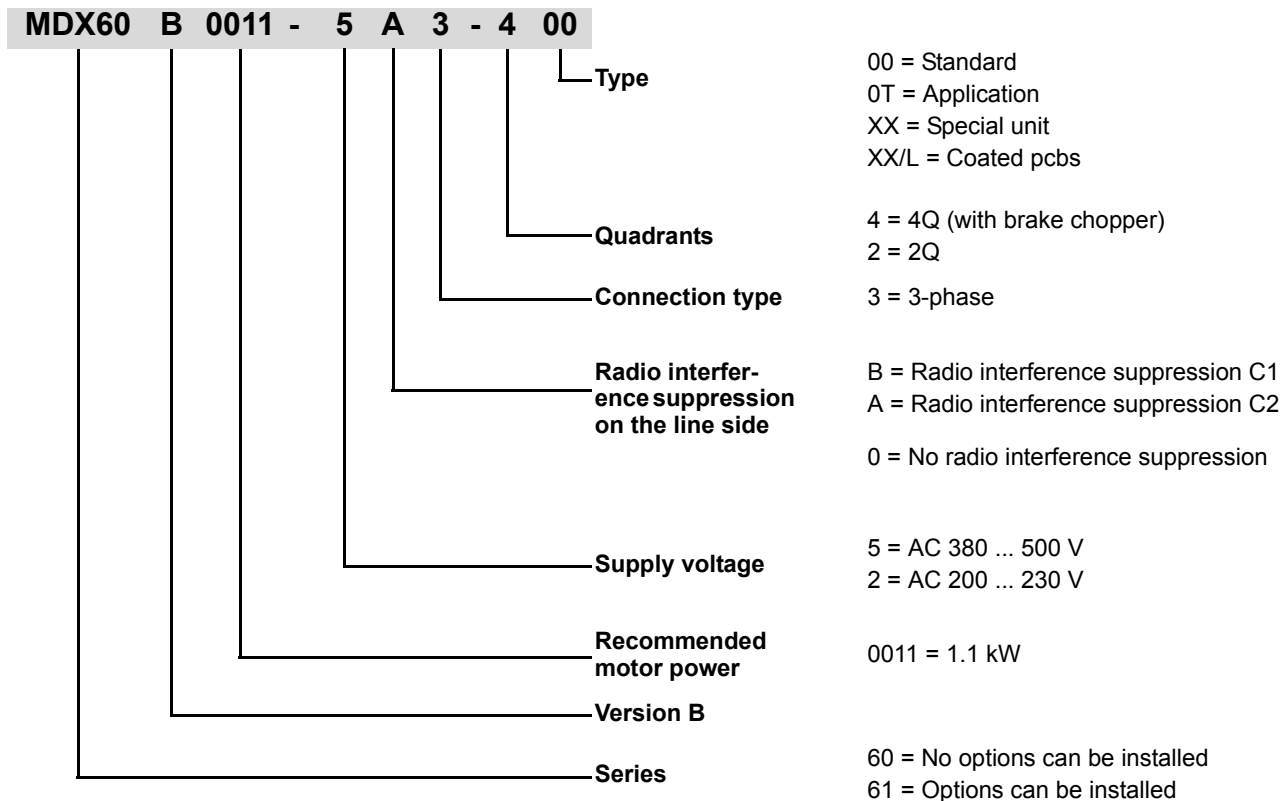 MDX60 B 0011 - 5 A 3 - 4 00
Type
00 = Standard
0T = Application
XX = Special unit
XX/L = Coated pcbs
Quadrants
4 = 4Q (with brake chopper)
2 = 2Q
Connection type
3 = 3-phase
Radio interfer-
ence suppression
on the line side
B = Radio interference suppression C1
A = Radio interference suppression C2
0 = No radio interference suppression
Supply voltage
5 = AC 380 ... 500 V
2 = AC 200 ... 230 V
Recommended
motor power
0011 = 1.1 kW
Version B
Series
60 = No options can be installed
61 = Options can be installed